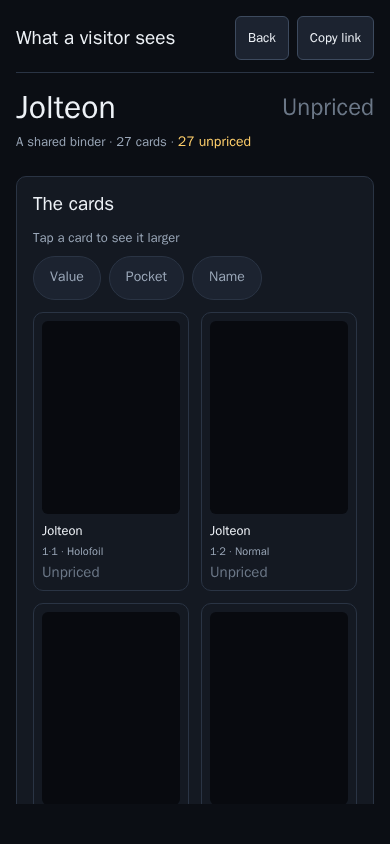 What a visitor sees
Back
Copy link
Jolteon
Unpriced
A shared binder · 27 cards · 27 unpriced
The cards
Tap a card to see it larger
Value
Pocket
Name
Jolteon
1·1 · Holofoil
Unpriced
Jolteon
1·2 · Normal
Unpriced